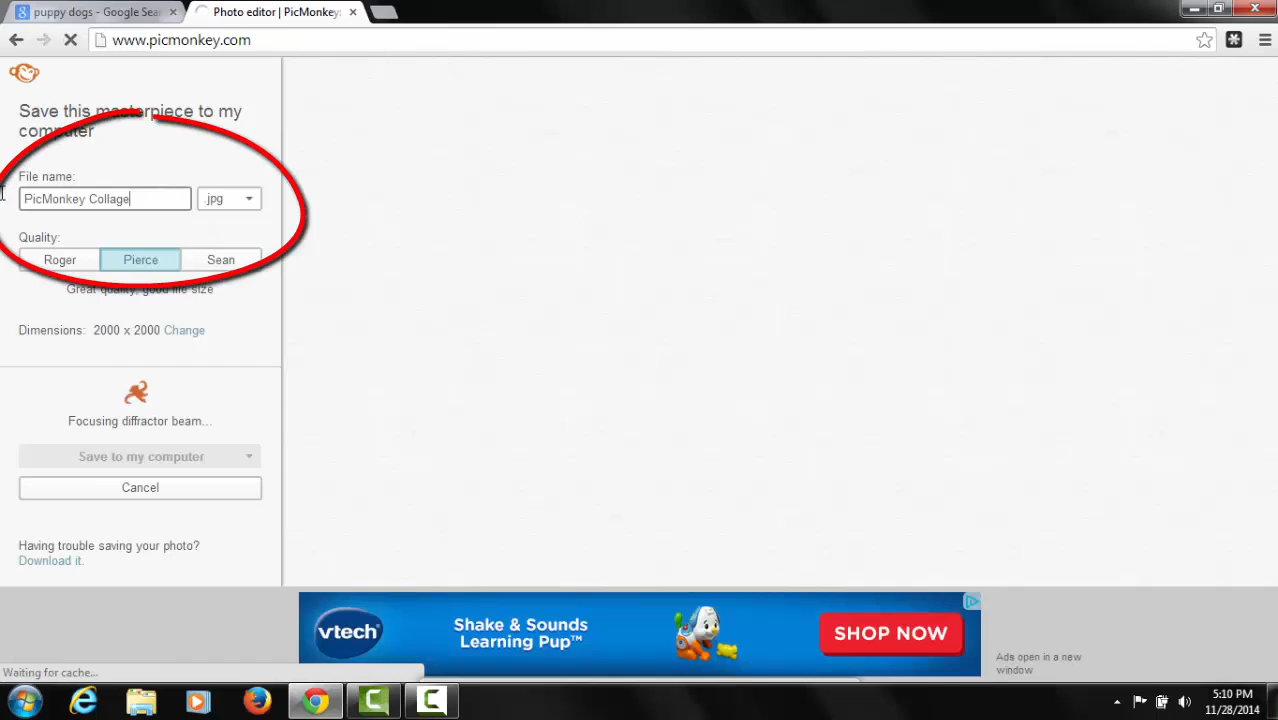 puppy dogs - Google Sear
Photo editor | PicMonkey:
www.picmonkey.com
Save this masterpiece to my
computer
File name:
PicMonkey Collage
.jpg
Quality:
Roger
Pierce
Sean
Great quality, good file size
Dimensions: 2000 x 2000 Change
Focusing diffractor beam...
Save to my computer
Cancel
Having trouble saving your photo?
Download it.
vtech
Shake & Sounds
Learning Pup™
SHOP NOW
Ads open in a new
window
Waiting for cache...
5:10 PM
11/28/2014